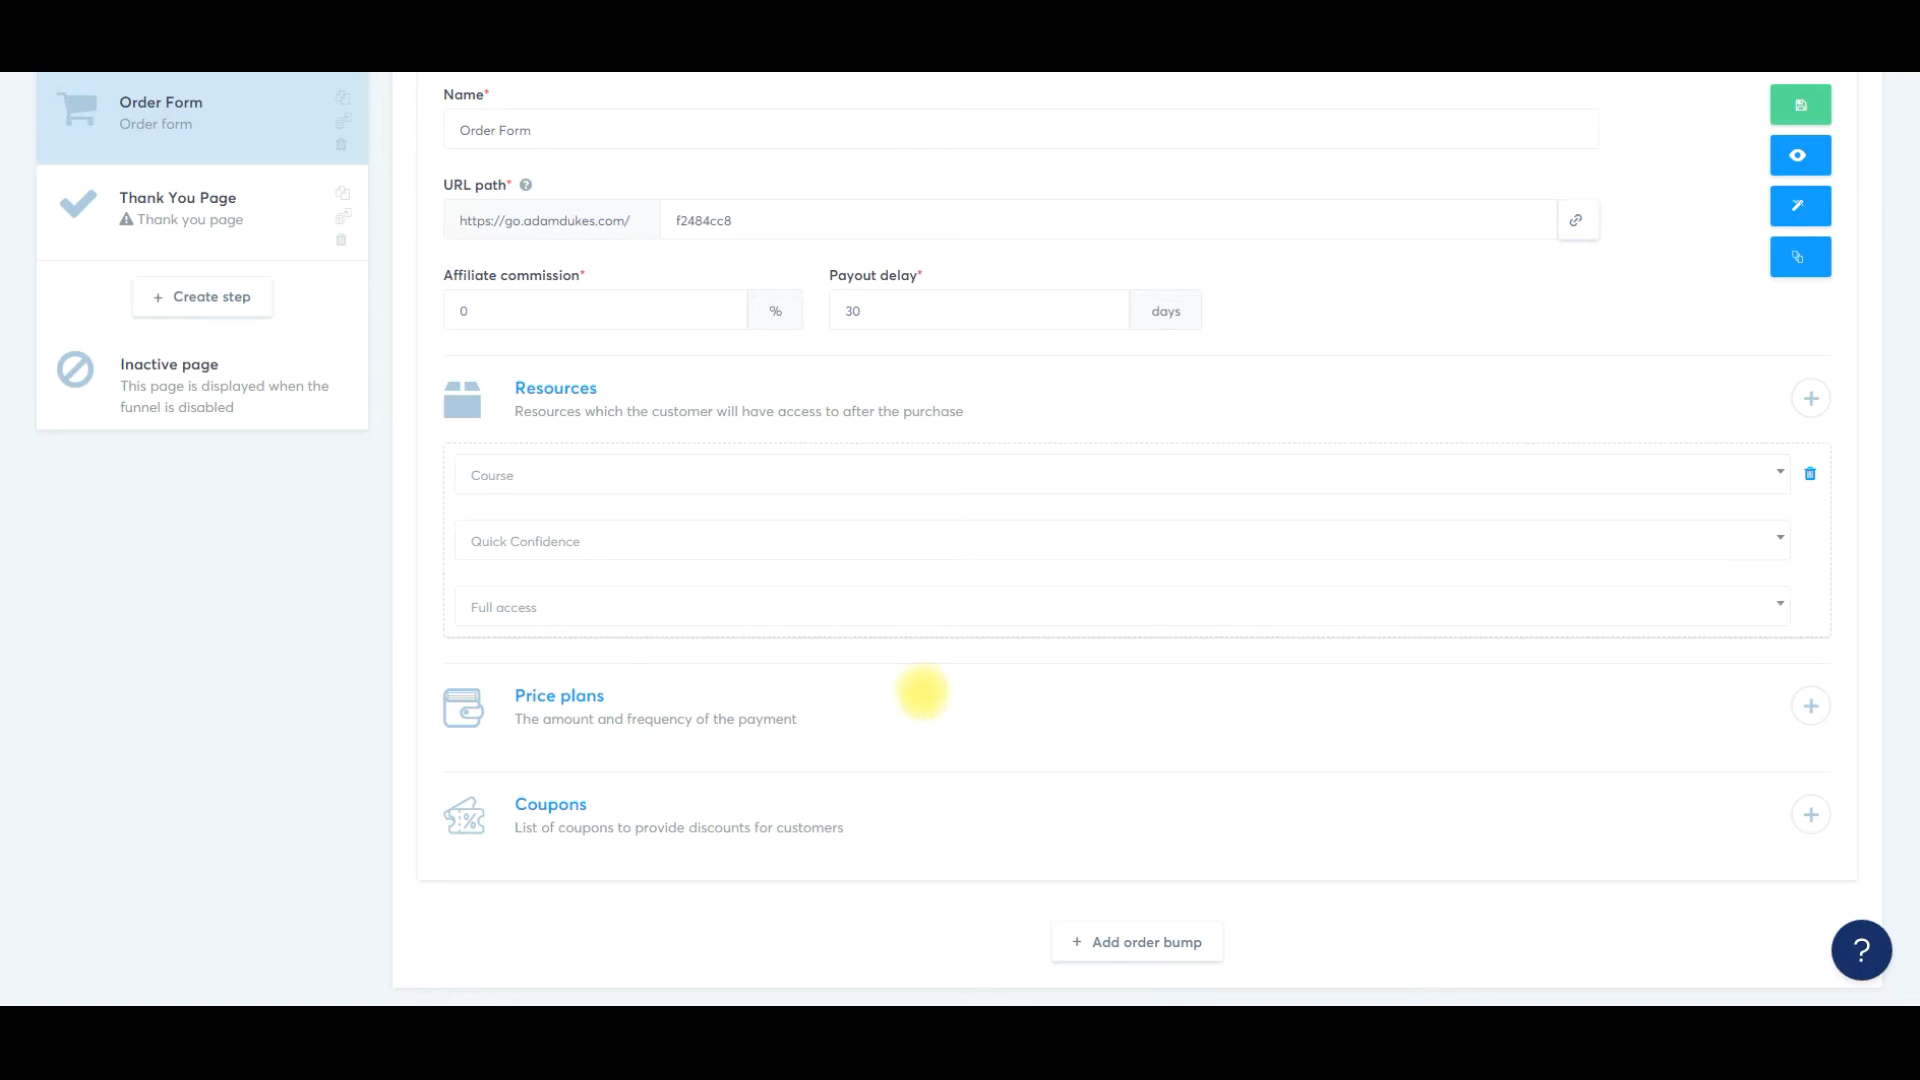 Order Form
Order form
Thank You Page
Thank you page
+ Create step
Inactive page
This page is displayed when the
funnel is disabled
Name*
Order Form
URL path* ?
https://go.adamdukes.com/ f2484cc8
Affiliate commission* Payout delay*
0 % 30 days
Resources
Resources which the customer will have access to after the purchase
Course
Quick Confidence
Full access
Price plans
The amount and frequency of the payment
Coupons
List of coupons to provide discounts for customers
+ Add order bump
?